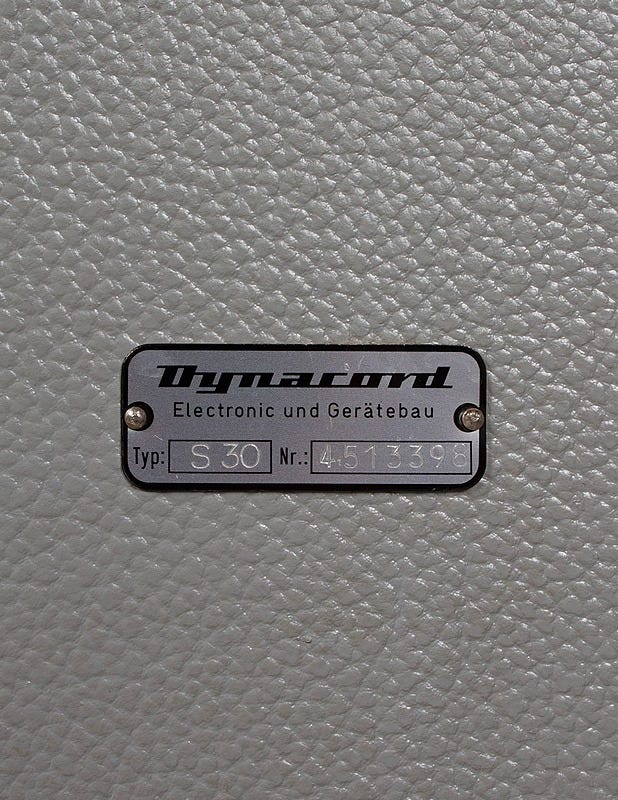 Dynacord
Electronic und Gerätebau
Typ: S 30 Nr.: 4513398